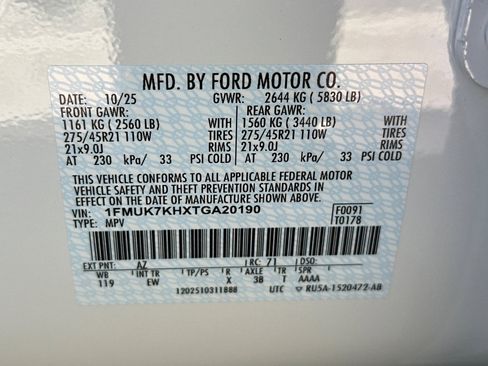 MFD. BY FORD MOTOR CO.
DATE: 10/25 GVWR: 2644 KG ( 5830 LB)
FRONT GAWR: REAR GAWR:
1161 KG ( 2560 LB) WITH 1560 KG ( 3440 LB) WITH
275/45R21 110W TIRES 275/45R21 110W TIRES
21x9.0J RIMS 21x9.0J RIMS
AT 230 kPa/ 33 PSI COLD AT 230 kPa/ 33 PSI COLD
THIS VEHICLE CONFORMS TO ALL APPLICABLE FEDERAL MOTOR
VEHICLE SAFETY AND THEFT PREVENTION STANDARDS IN
EFFECT ON THE DATE OF MANUFACTURE SHOWN ABOVE.
VIN: 1FMUK7KHXTGA20190 F0091
TYPE: MPV T0178
EXT PNT: AZ RC: 71 DSO:
WB INT TR TP/PS R AXLE TR SPR
119 EW X 38 T AAAA
1202510311888 UTC RU5A-1520472-AB